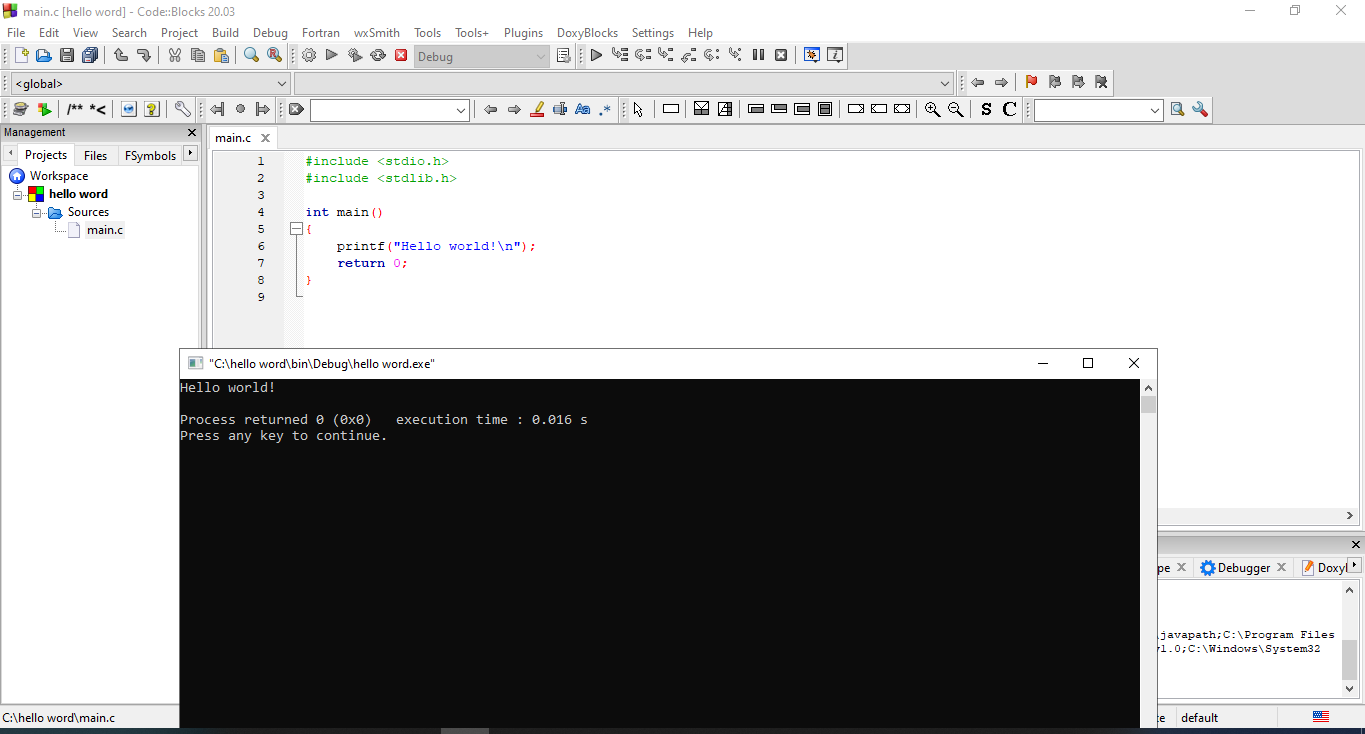 main.c [hello word] - Code::Blocks 20.03
File Edit View Search Project Build Debug Fortran wxSmith Tools Tools+ Plugins DoxyBlocks Settings Help
Debug
<global>
/** *<
Aa .*
S C
Management
Projects Files FSymbols
main.c
Workspace
hello word
Sources
main.c
1 #include <stdio.h>
2 #include <stdlib.h>
3
4 int main()
5 {
6 printf("Hello world!\n");
7 return 0;
8 }
9
"C:\hello word\bin\Debug\hello word.exe"
Hello world!
Process returned 0 (0x0) execution time : 0.016 s
Press any key to continue.
pe Debugger
javapath;C:\Program Files
1.0;C:\Windows\System32
C:\hello word\main.c
default